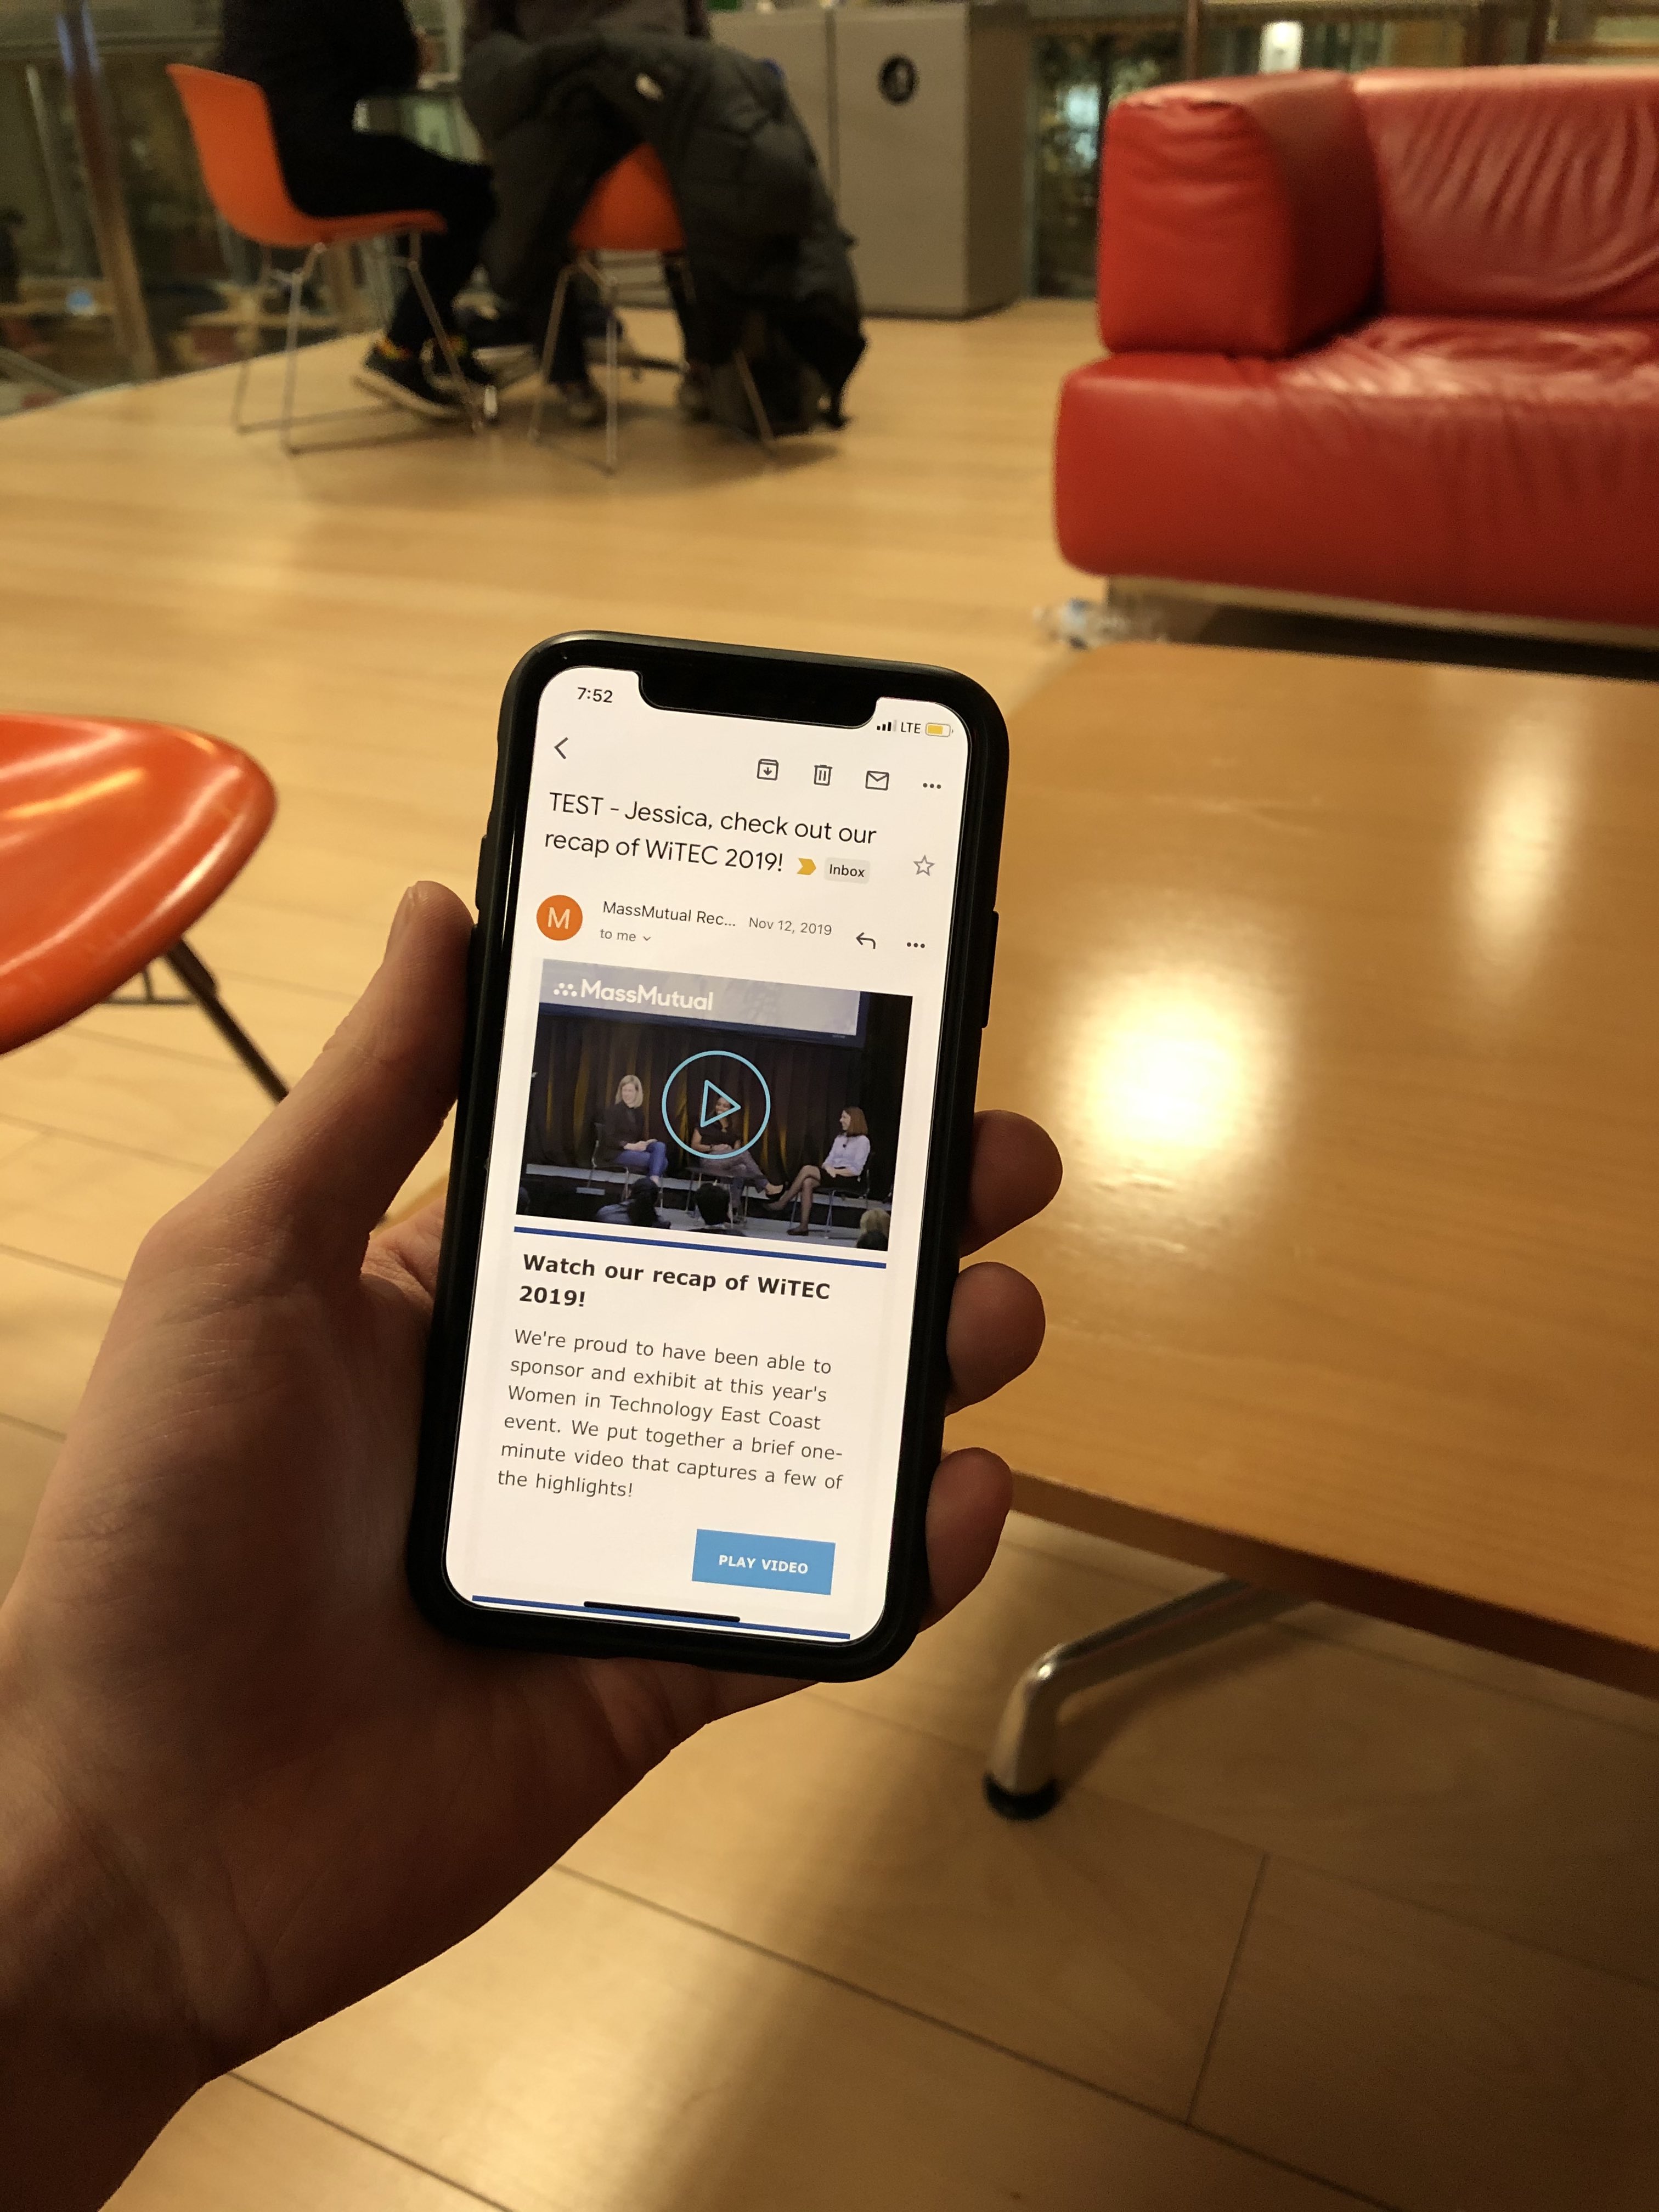 7:52
LTE
TEST - Jessica, check out our
recap of WiTEC 2019!
Inbox
M
MassMutual Rec... Nov 12, 2019
to me
MassMutual
Watch our recap of WiTEC
2019!
We're proud to have been able to
sponsor and exhibit at this year's
Women in Technology East Coast
event. We put together a brief one-
minute video that captures a few of
the highlights!
PLAY VIDEO